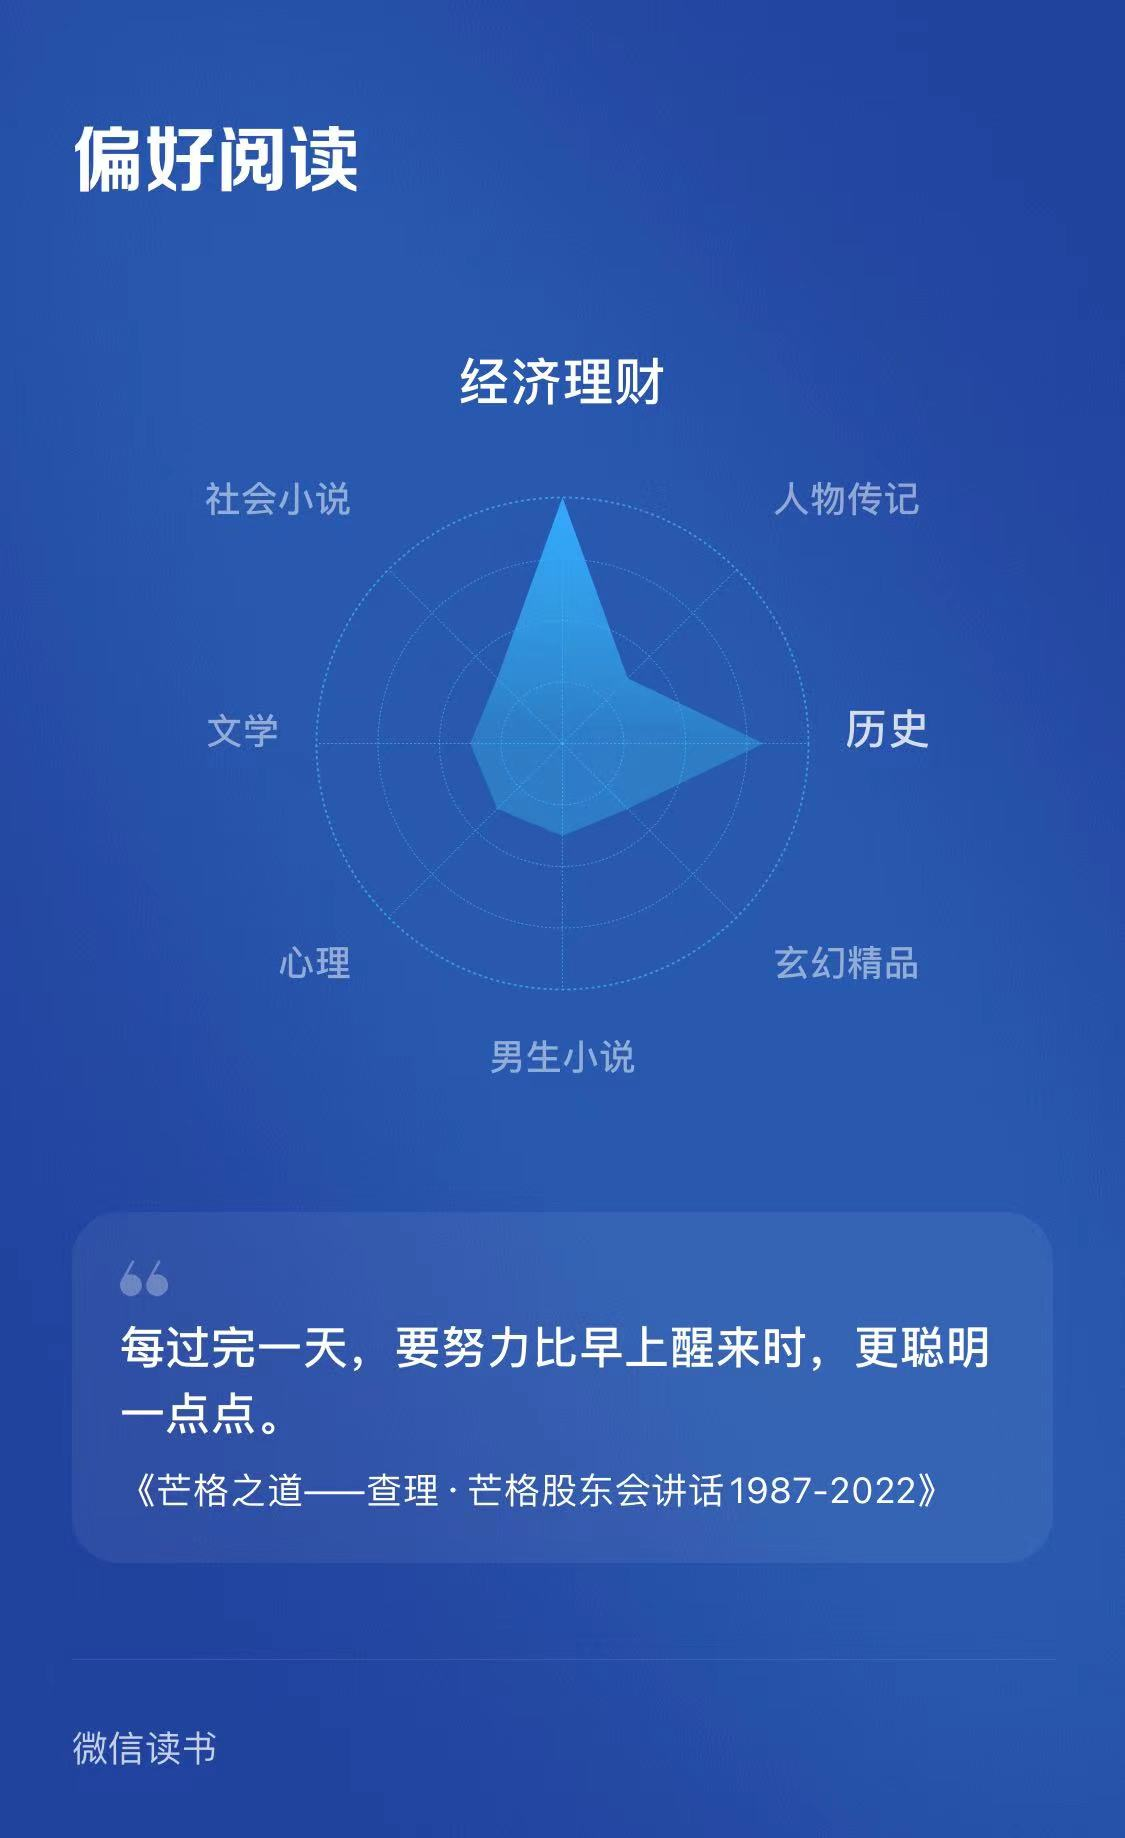 偏好阅读
经济理财
社会小说
人物传记
文学
历史
心理
玄幻精品
男生小说
每过完一天，要努力比早上醒来时，更聪明
一点点。
《芒格之道——查理·芒格股东会讲话1987-2022》
微信读书